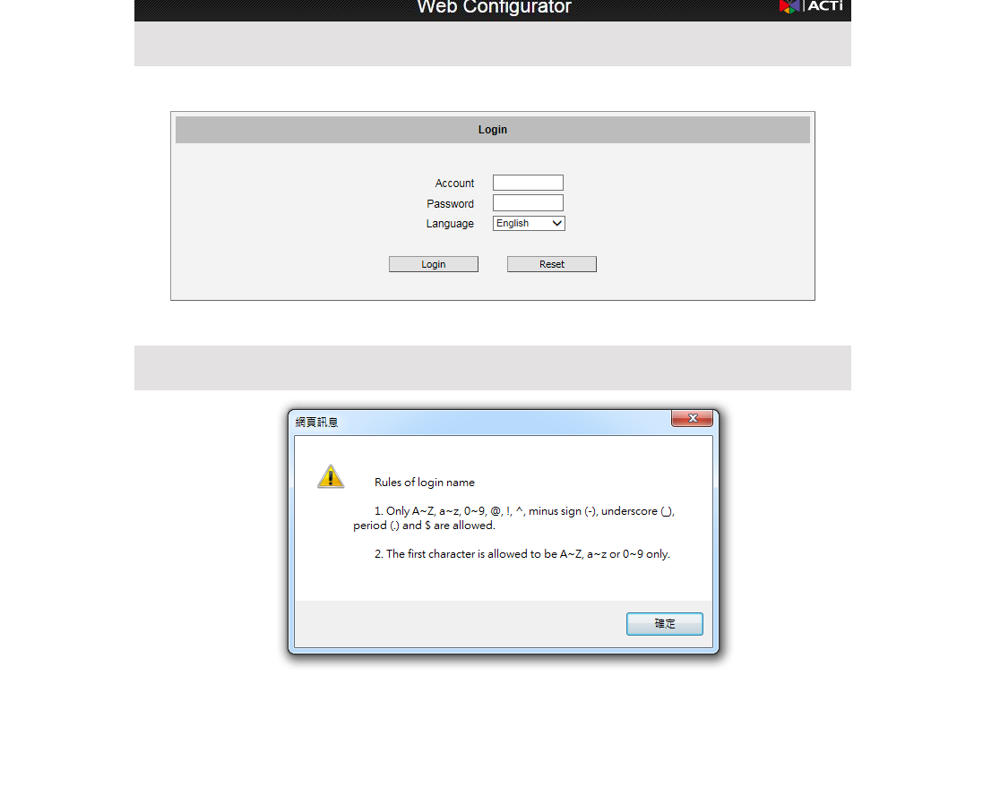 Web Configurator
ACTi
Login
Account
Password
Language English
Login Reset
網頁訊息
Rules of login name
1. Only A~Z, a~z, 0~9, @, !, ^, minus sign (-), underscore (_),
period (.) and $ are allowed.
2. The first character is allowed to be A~Z, a~z or 0~9 only.
確定